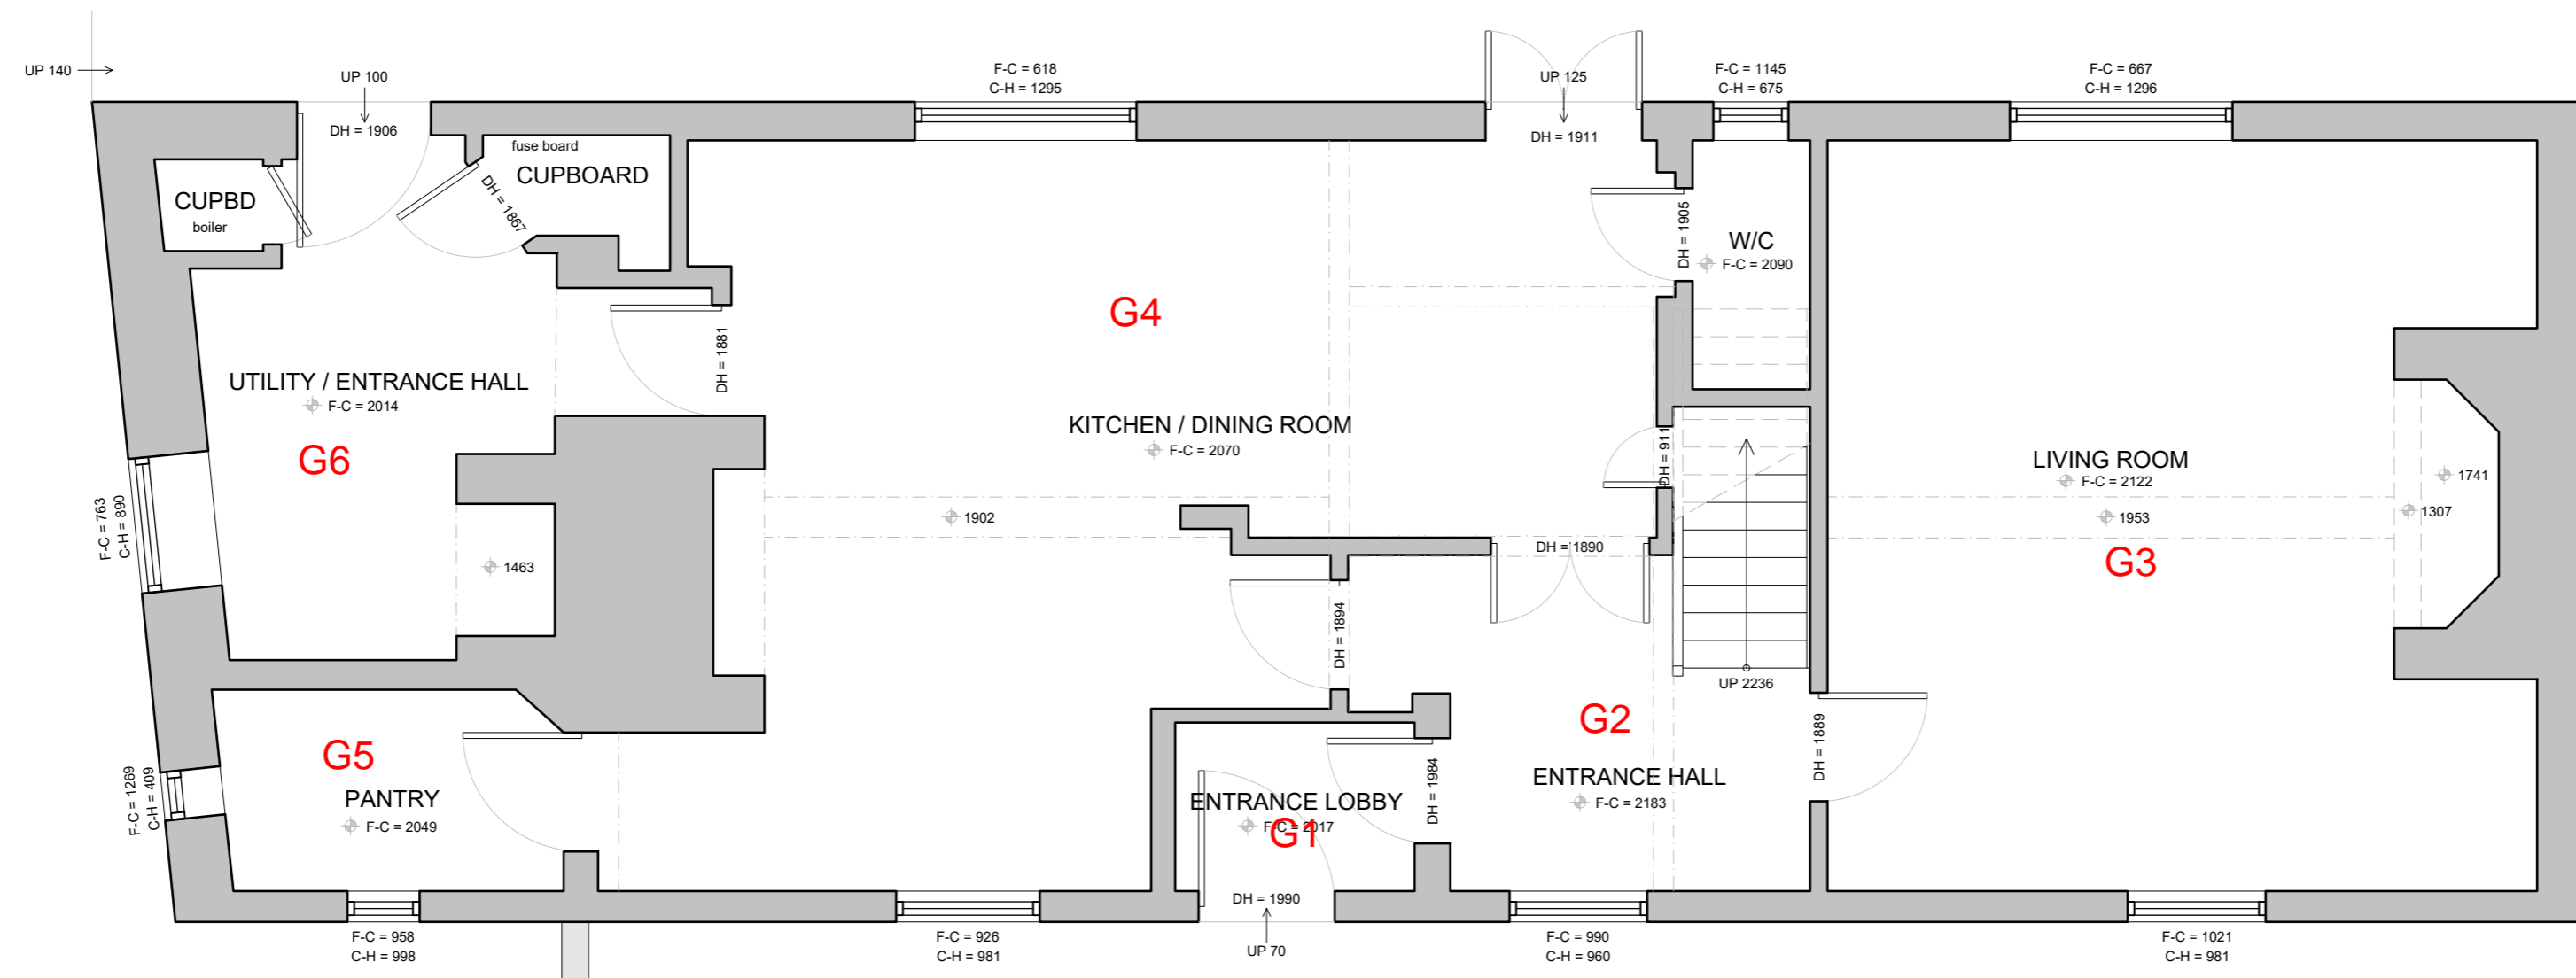 UP 140
UP 100
F-C = 618
C-H = 1295
UP 125
F-C = 1145
C-H = 675
F-C = 667
C-H = 1296
DH = 1906
DH = 1911
fuse board
CUPBOARD
DH = 1867
CUPBD
boiler
DH = 1905
W/C
F-C = 2090
G4
DH = 1881
UTILITY / ENTRANCE HALL
F-C = 2014
G6
KITCHEN / DINING ROOM
F-C = 2070
DH = 911
LIVING ROOM
F-C = 2122
1741
1307
1902
1953
F-C = 763
C-H = 890
1463
DH = 1890
G3
DH = 1894
UP 2236
G2
DH = 1889
G5
ENTRANCE HALL
F-C = 2183
DH = 1984
PANTRY
F-C = 2049
ENTRANCE LOBBY
F-C = 2017
G1
F-C = 1269
C-H = 409
DH = 1990
UP 70
F-C = 958
C-H = 998
F-C = 926
C-H = 981
F-C = 990
C-H = 960
F-C = 1021
C-H = 981